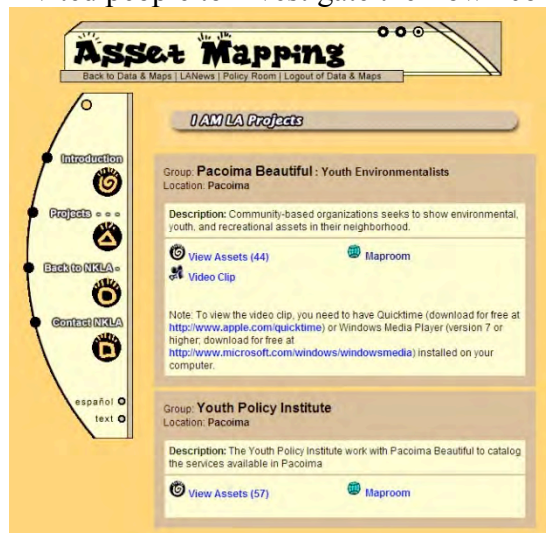 Asset Mapping
Back to Data & Maps | LANews | Policy Room | Logout of Data & Maps
Introduction
Projects
Back to NKLA
Contact NKLA
español
text
I AM LA Projects
Group: Pacoima Beautiful : Youth Environmentalists
Location: Pacoima
Description: Community-based organizations seeks to show environmental,
youth, and recreational assets in their neighborhood.
View Assets (44)
Maproom
Video Clip
Note: To view the video clip, you need to have Quicktime (download for free at
http://www.apple.com/quicktime) or Windows Media Player (version 7 or
higher; download for free at
http://www.microsoft.com/windows/windowsmedia) installed on your
computer.
Group: Youth Policy Institute
Location: Pacoima
Description: The Youth Policy Institute work with Pacoima Beautiful to catalog
the services available in Pacoima
View Assets (57)
Maproom